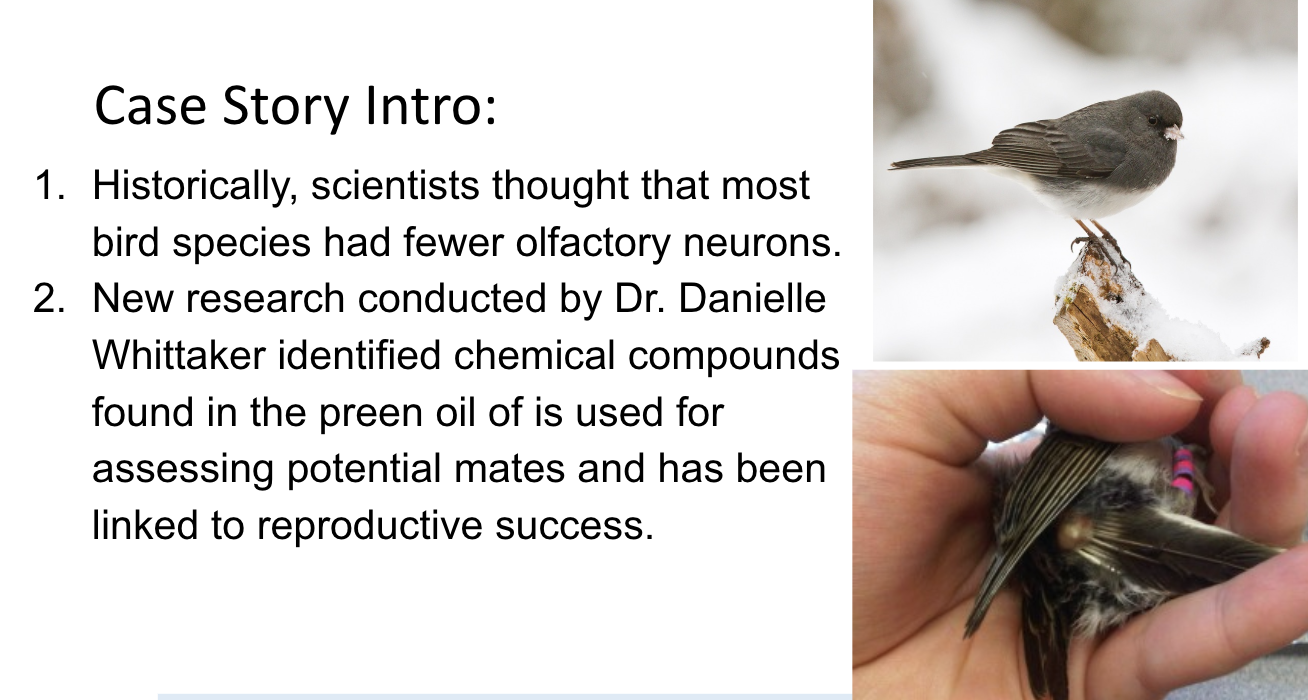 Case Story Intro:
1. Historically, scientists thought that most
bird species had fewer olfactory neurons.
2. New research conducted by Dr. Danielle
Whittaker identified chemical compounds
found in the preen oil of is used for
assessing potential mates and has been
linked to reproductive success.